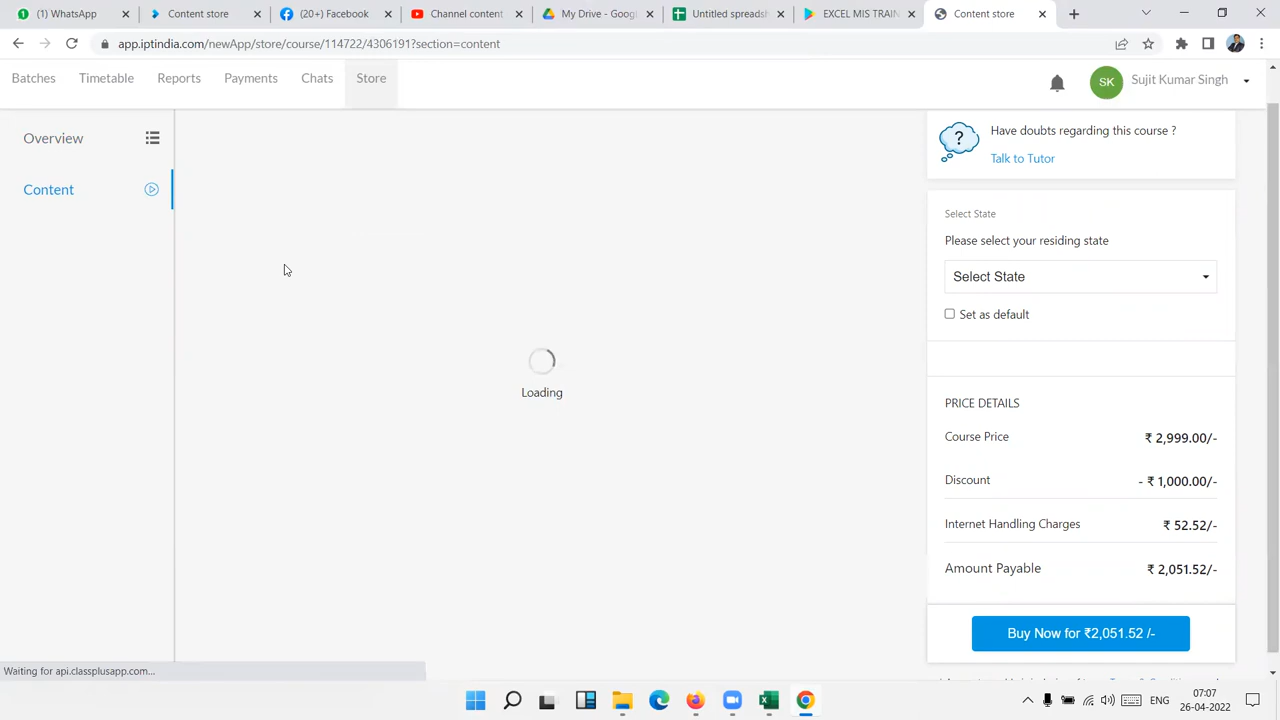 (1) WhatsApp
Content store
(20+) Facebook
Channel content
My Drive - Goog
Untitled spreadsh
EXCEL MIS TRAIN
Content store
app.iptindia.com/newApp/store/course/114722/430619​1?section=content
Batches
Timetable
Reports
Payments
Chats
Store
SK
Sujit Kumar Singh
Overview
Content
Loading
?
Have doubts regarding this course ?
Talk to Tutor
Select State
Please select your residing state
Select State
Set as default
PRICE DETAILS
Course Price ₹ 2,999.00/-
Discount - ₹ 1,000.00/-
Internet Handling Charges ₹ 52.52/-
Amount Payable ₹ 2,051.52/-
Buy Now for ₹2,051.52 /-
Waiting for api.classplusapp.com...
ENG
07:07
26-04-2022